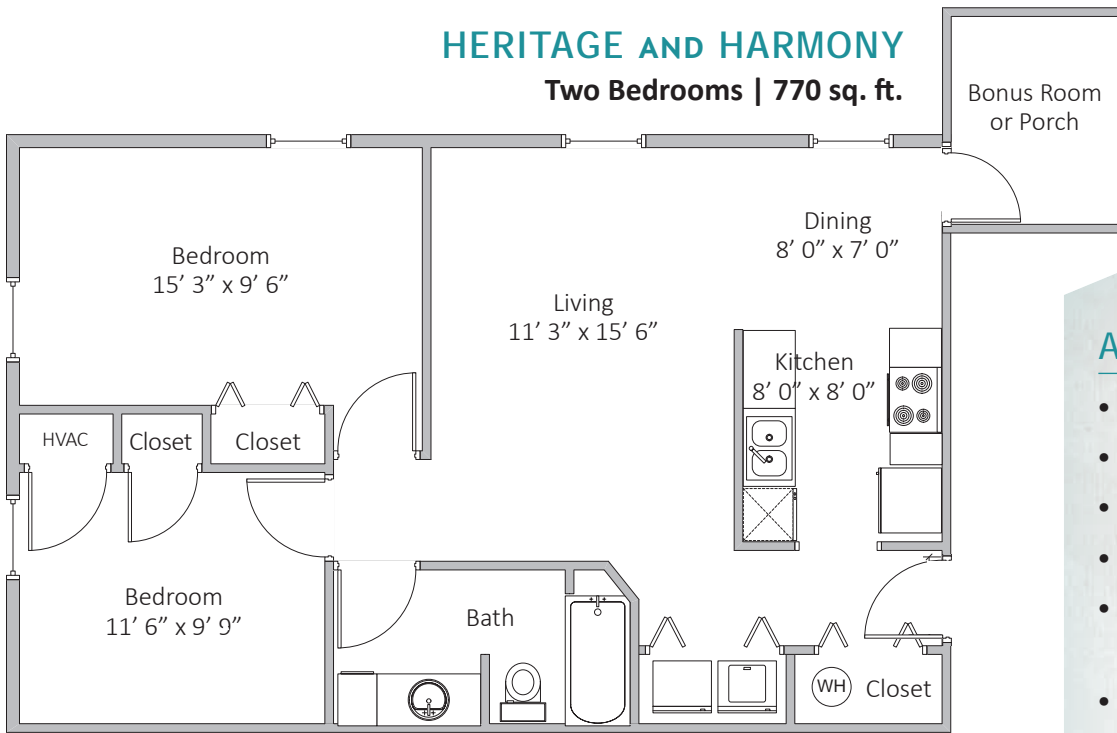 HERITAGE AND HARMONY
Two Bedrooms | 770 sq. ft.
Bonus Room
or Porch
Bedroom
15’ 3” x 9’ 6”
Living
11’ 3” x 15’ 6”
Dining
8’ 0” x 7’ 0”
Kitchen
8’ 0” x 8’ 0”
HVAC
Closet
Closet
Bedroom
11’ 6” x 9’ 9”
Bath
WH
Closet
A
•
•
•
•
•
•